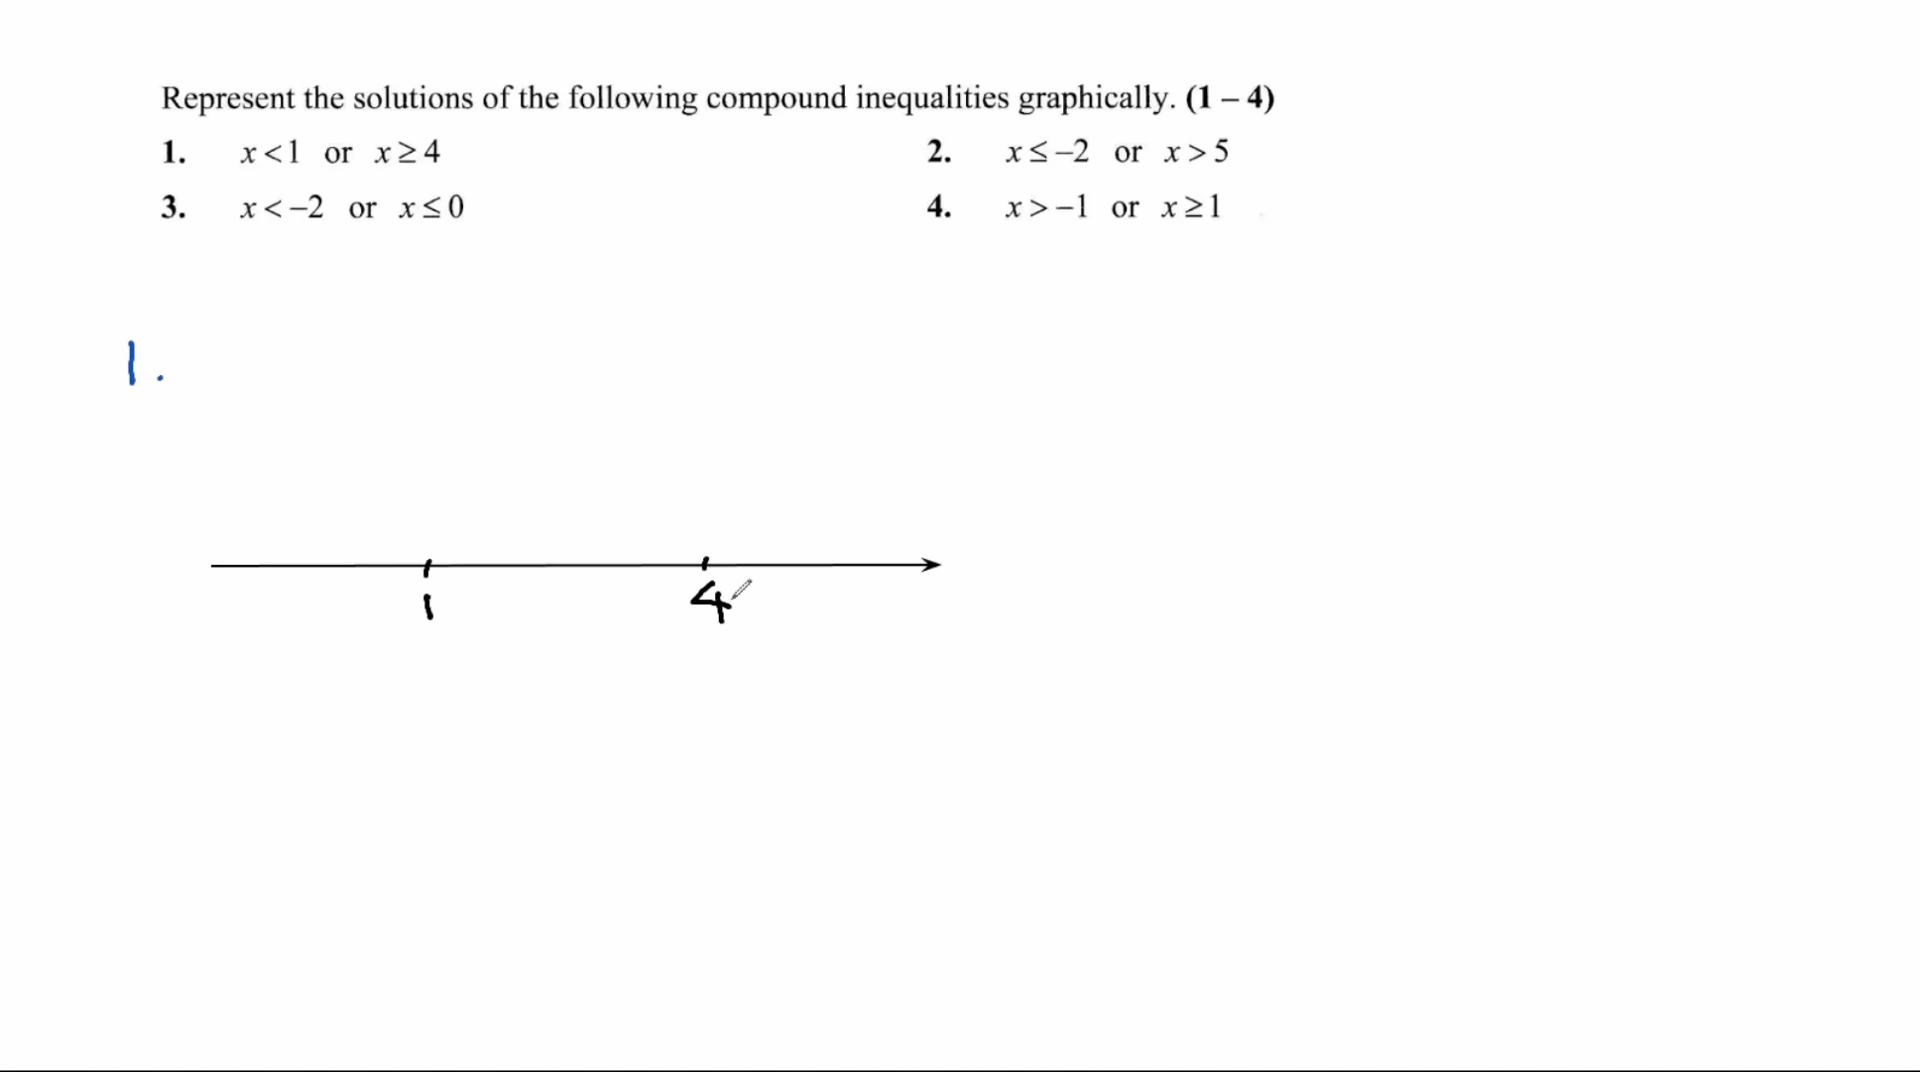 Represent the solutions of the following compound inequalities graphically. (1 – 4)
1. x < 1 or x ≥ 4
2. x ≤ –2 or x > 5
3. x < –2 or x ≤ 0
4. x > –1 or x ≥ 1
1.
1 4